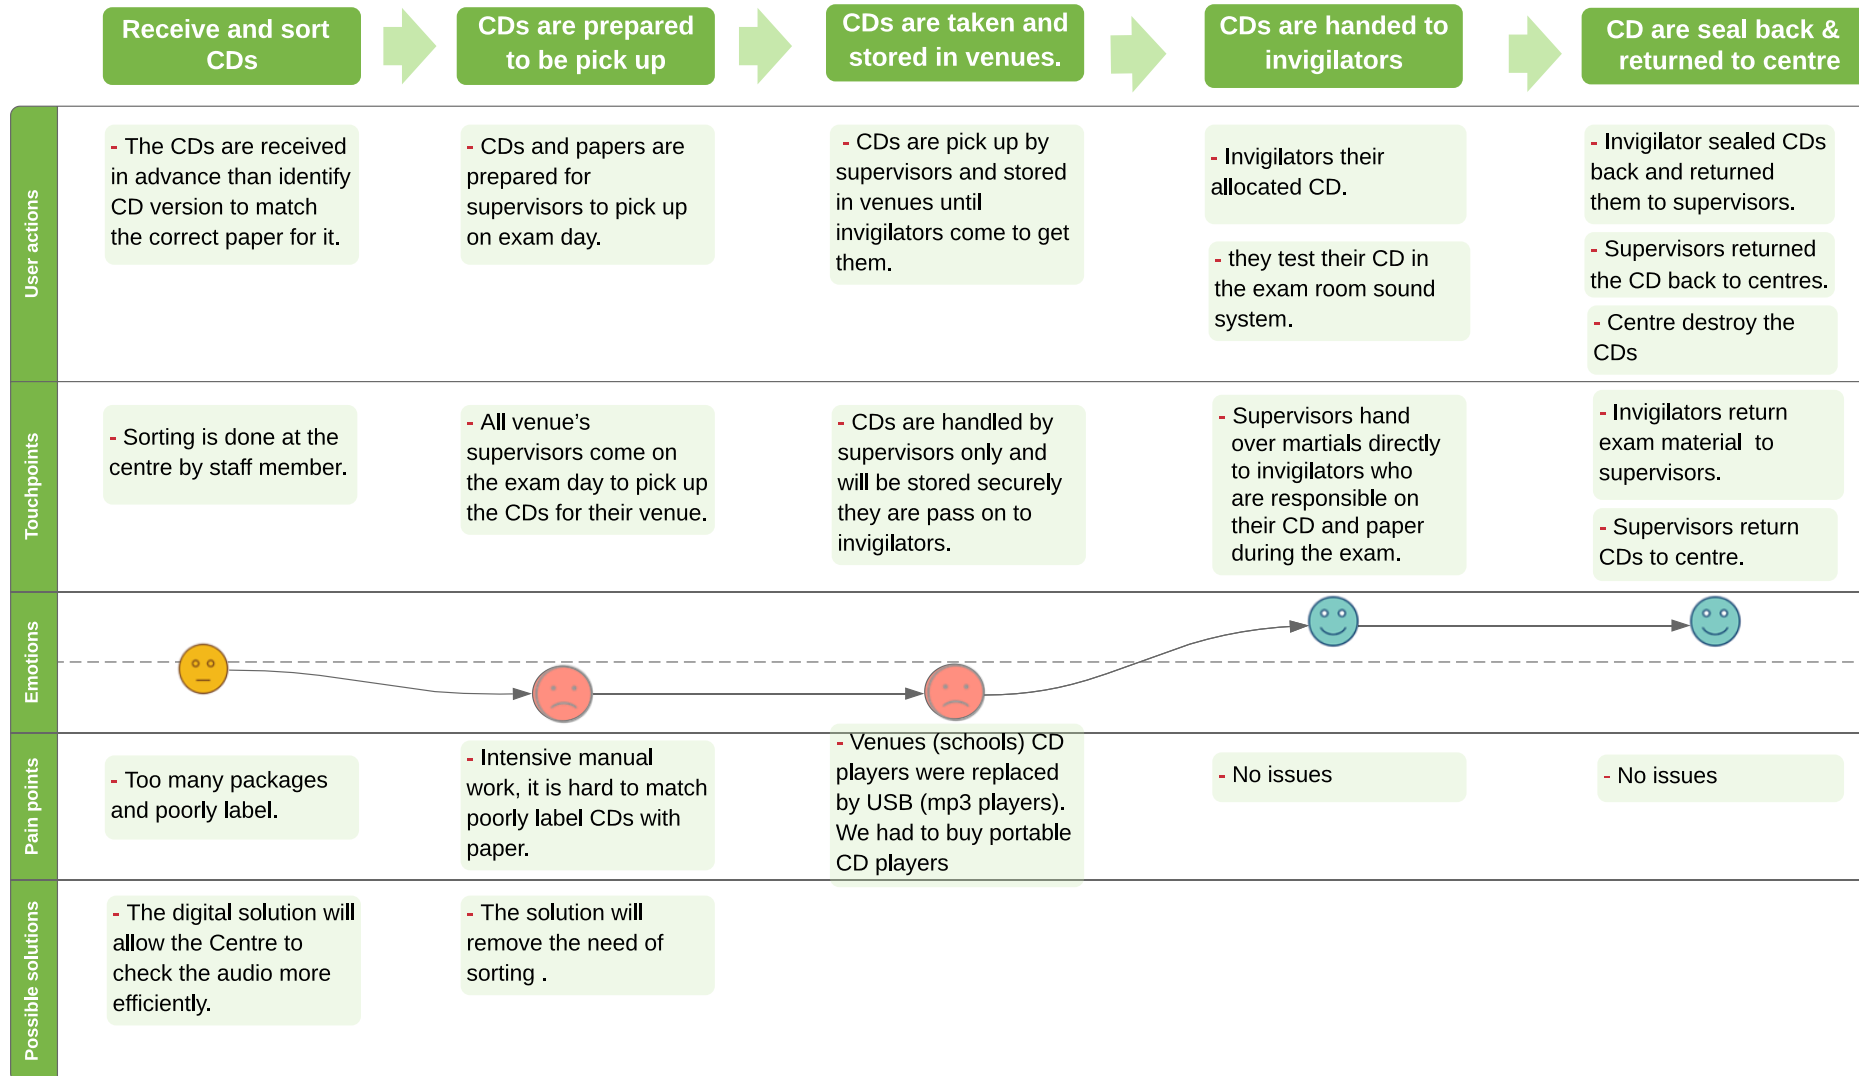 Receive and sort
CDs
CDs are prepared
to be pick up
CDs are taken and
stored in venues.
CDs are handed to
invigilators
CD are seal back &
returned to centre
User actions
- The CDs are received
in advance than identify
CD version to match
the correct paper for it.
- CDs and papers are
prepared for
supervisors to pick up
on exam day.
- CDs are pick up by
supervisors and stored
in venues until
invigilators come to get
them.
- Invigilators their
allocated CD.
- they test their CD in
the exam room sound
system.
- Invigilator sealed CDs
back and returned
them to supervisors.
- Supervisors returned
the CD back to centres.
- Centre destroy the
CDs
Touchpoints
- Sorting is done at the
centre by staff member.
- All venue’s
supervisors come on
the exam day to pick up
the CDs for their venue.
- CDs are handled by
supervisors only and
will be stored securely
they are pass on to
invigilators.
- Supervisors hand
over martials directly
to invigilators who
are responsible on
their CD and paper
during the exam.
- Invigilators return
exam material to
supervisors.
- Supervisors return
CDs to centre.
Emotions
Pain points
- Too many packages
and poorly label.
- Intensive manual
work, it is hard to match
poorly label CDs with
paper.
- Venues (schools) CD
players were replaced
by USB (mp3 players).
We had to buy portable
CD players
- No issues
- No issues
Possible solutions
- The digital solution will
allow the Centre to
check the audio more
efficiently.
- The solution will
remove the need of
sorting .